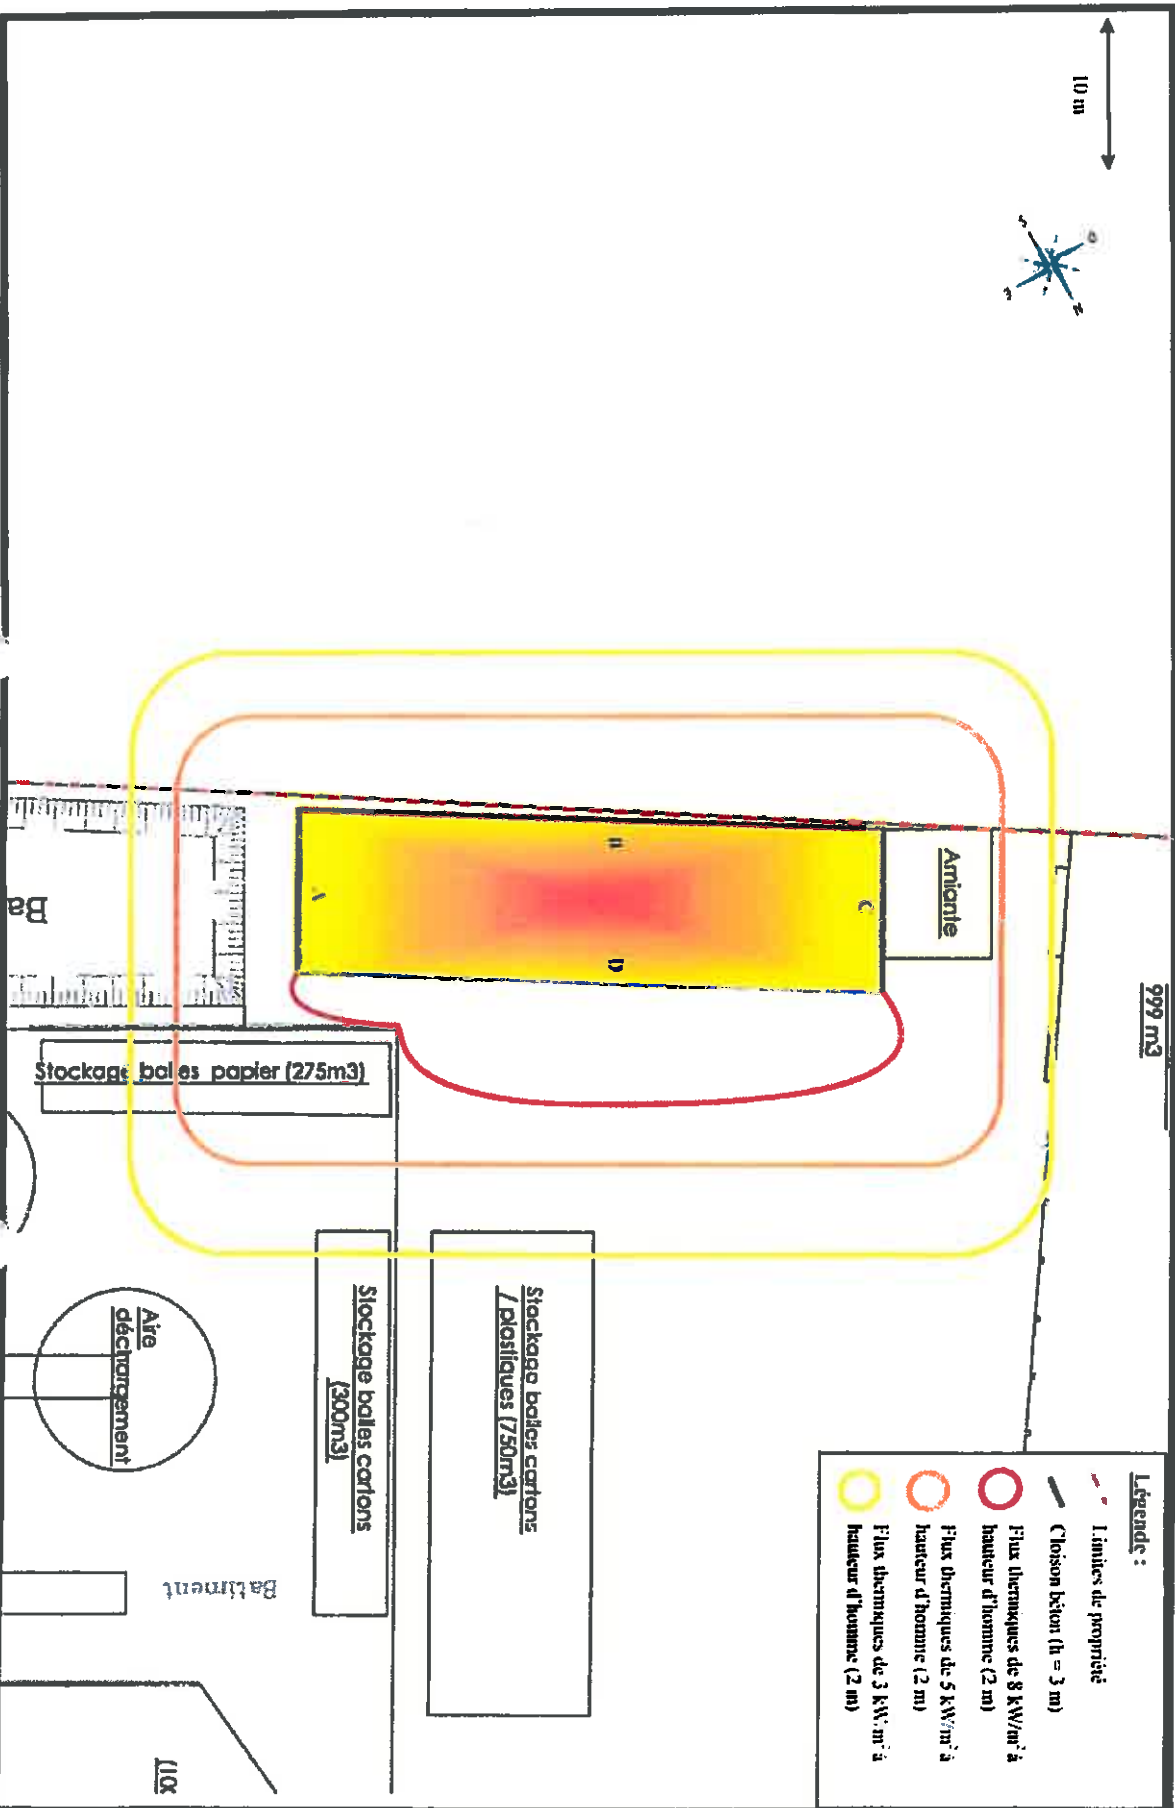 10 m
S
O
E
N
999 m3
Amiante
C
B
D
A
Ba
Stockage balles papier (275m3)
Stockage balles cartons
/ plastiques (750m3)
Stockage balles cartons
(300m3)
Aire
déchargement
Batiment
Légende :
Limites de propriété
Cloison béton (h = 3 m)
Flux thermiques de 8 kW/m² à
hauteur d'homme (2 m)
Flux thermiques de 5 kW/m² à
hauteur d'homme (2 m)
Flux thermiques de 3 kW/m² à
hauteur d'homme (2 m)